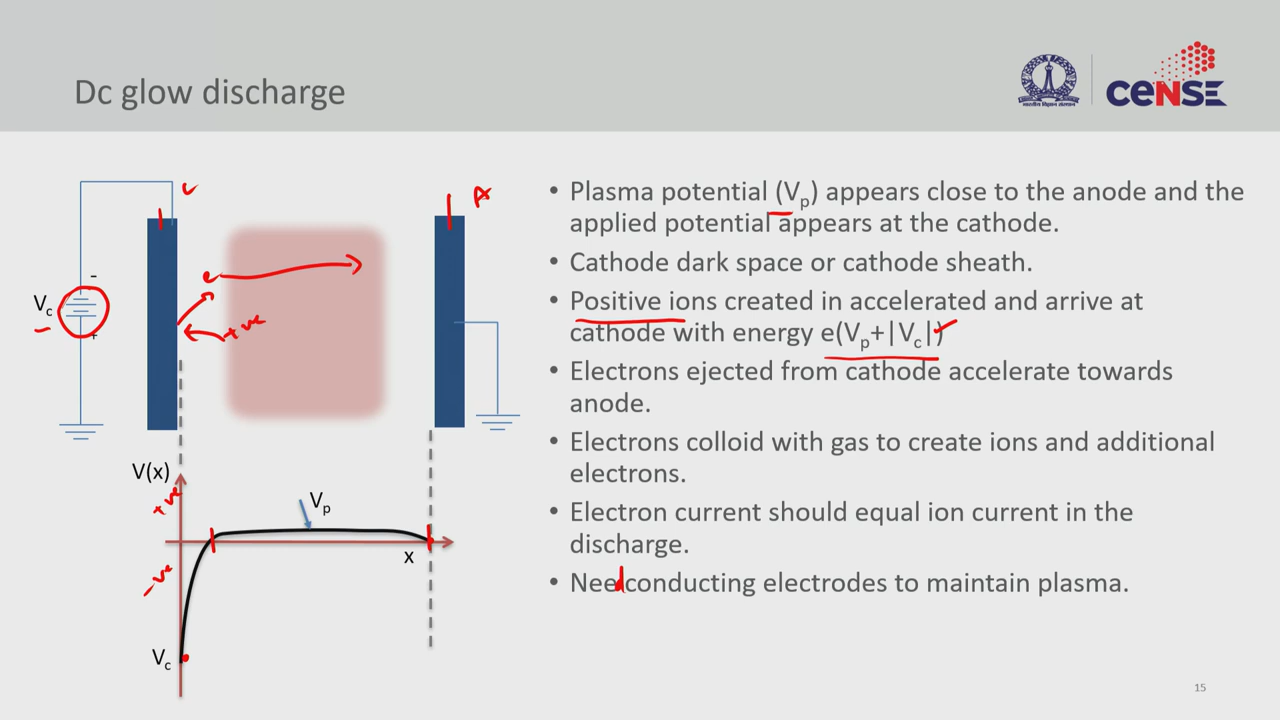 Dc glow discharge
भारतीय विज्ञान संस्थान
ceNSE
C
A
-
Vc
+
e
+ve
V(x)
+ve
Vp
x
-ve
Vc
• Plasma potential (Vp) appears close to the anode and the
applied potential appears at the cathode.
• Cathode dark space or cathode sheath.
• Positive ions created in accelerated and arrive at
cathode with energy e(Vp+|Vc|)
• Electrons ejected from cathode accelerate towards
anode.
• Electrons colloid with gas to create ions and additional
electrons.
• Electron current should equal ion current in the
discharge.
• Need conducting electrodes to maintain plasma.
15